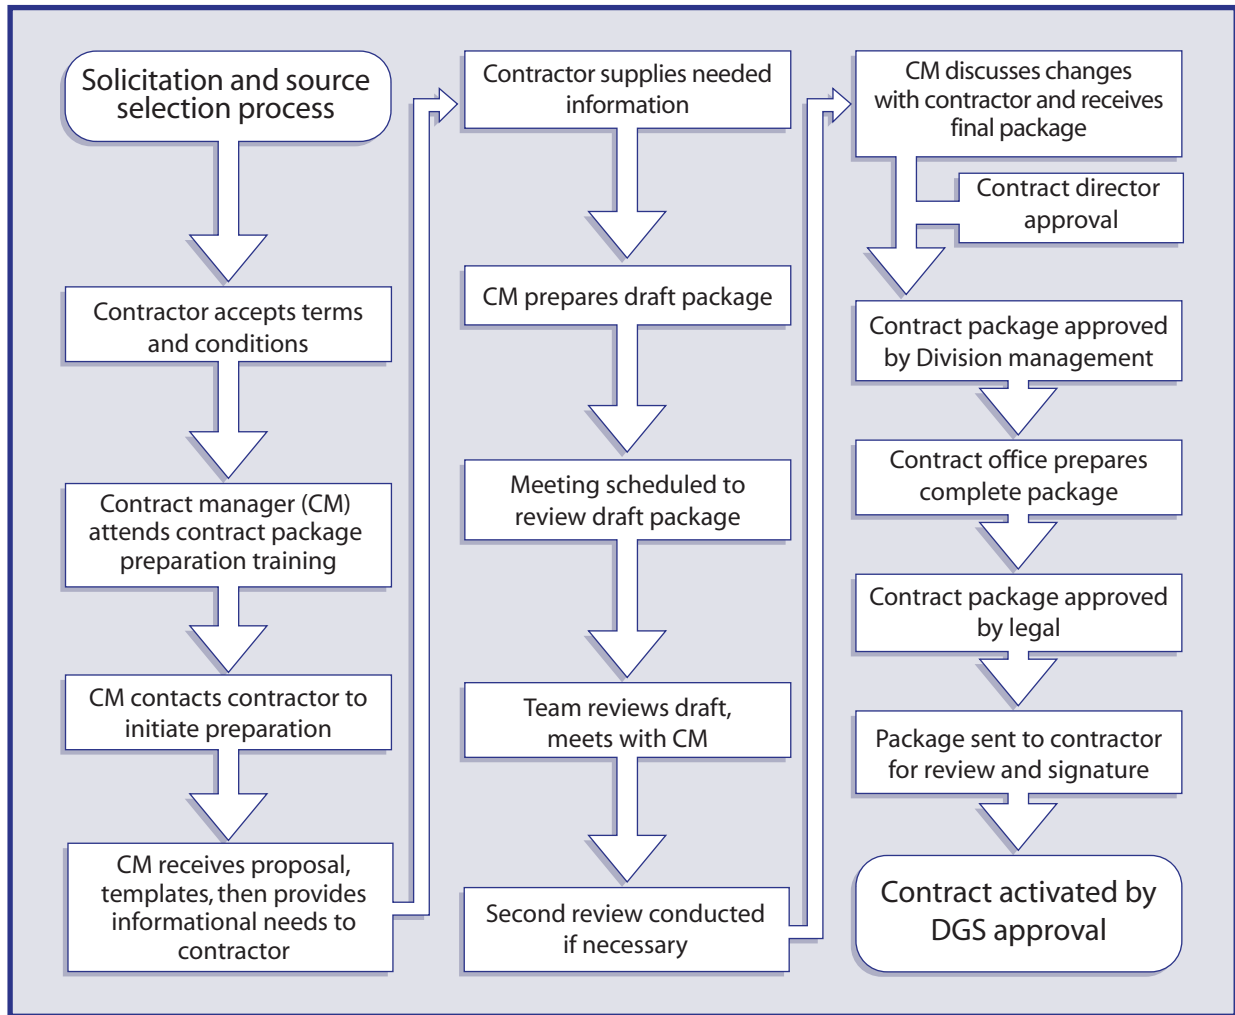 Solicitation and source
selection process
Contractor accepts terms
and conditions
Contract manager (CM)
attends contract package
preparation training
CM contacts contractor to
initiate preparation
CM receives proposal,
templates, then provides
informational needs to
contractor
Contractor supplies needed
information
CM prepares draft package
Meeting scheduled to
review draft package
Team reviews draft,
meets with CM
Second review conducted
if necessary
CM discusses changes
with contractor and receives
final package
Contract director
approval
Contract package approved
by Division management
Contract office prepares
complete package
Contract package approved
by legal
Package sent to contractor
for review and signature
Contract activated by
DGS approval